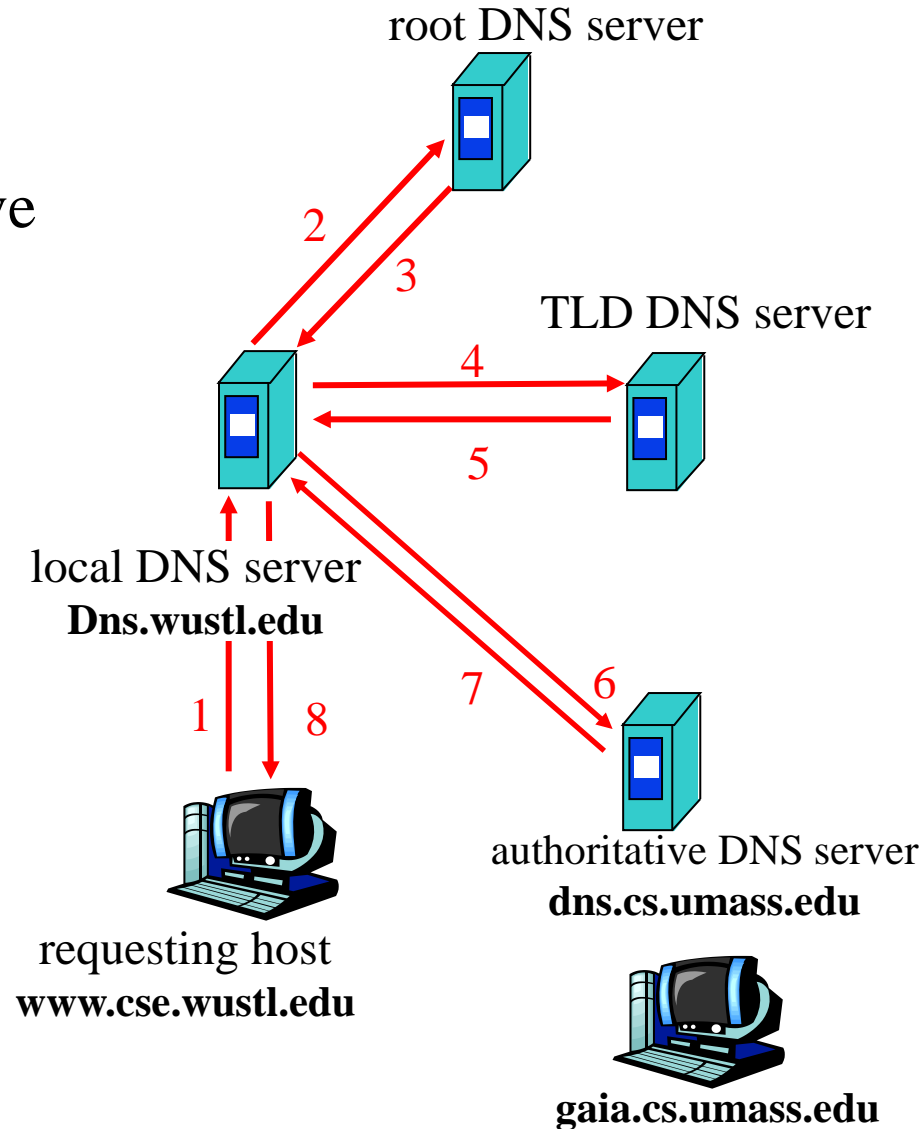 root DNS server
ve
2
3
TLD DNS server
4
5
local DNS server
Dns.wustl.edu
6
7
1
8
authoritative DNS server
dns.cs.umass.edu
requesting host
www.cse.wustl.edu
gaia.cs.umass.edu